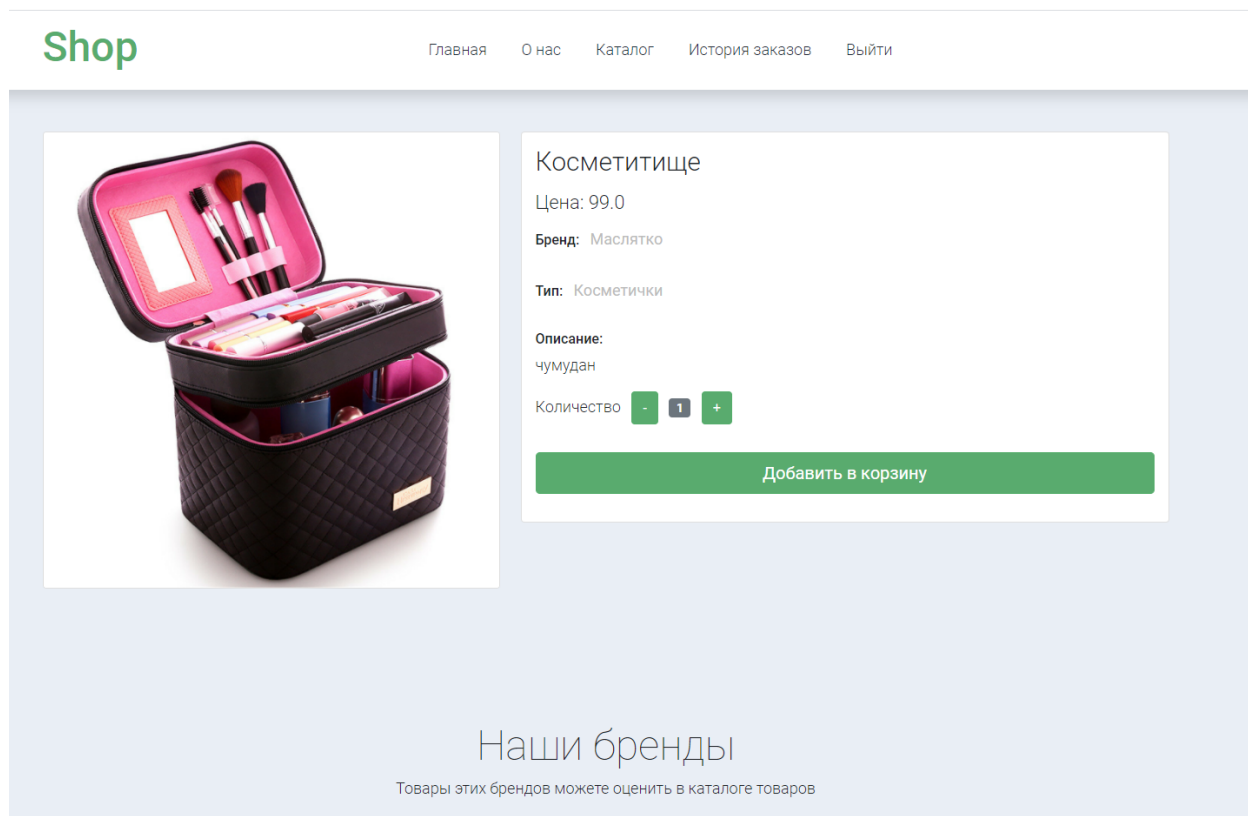 Shop
Главная О нас Каталог История заказов Выйти
Косметитище
Цена: 99.0
Бренд: Маслятко
Тип: Косметички
Описание:
чумудан
Количество - 1 +
Добавить в корзину
Наши бренды
Товары этих брендов можете оценить в каталоге товаров